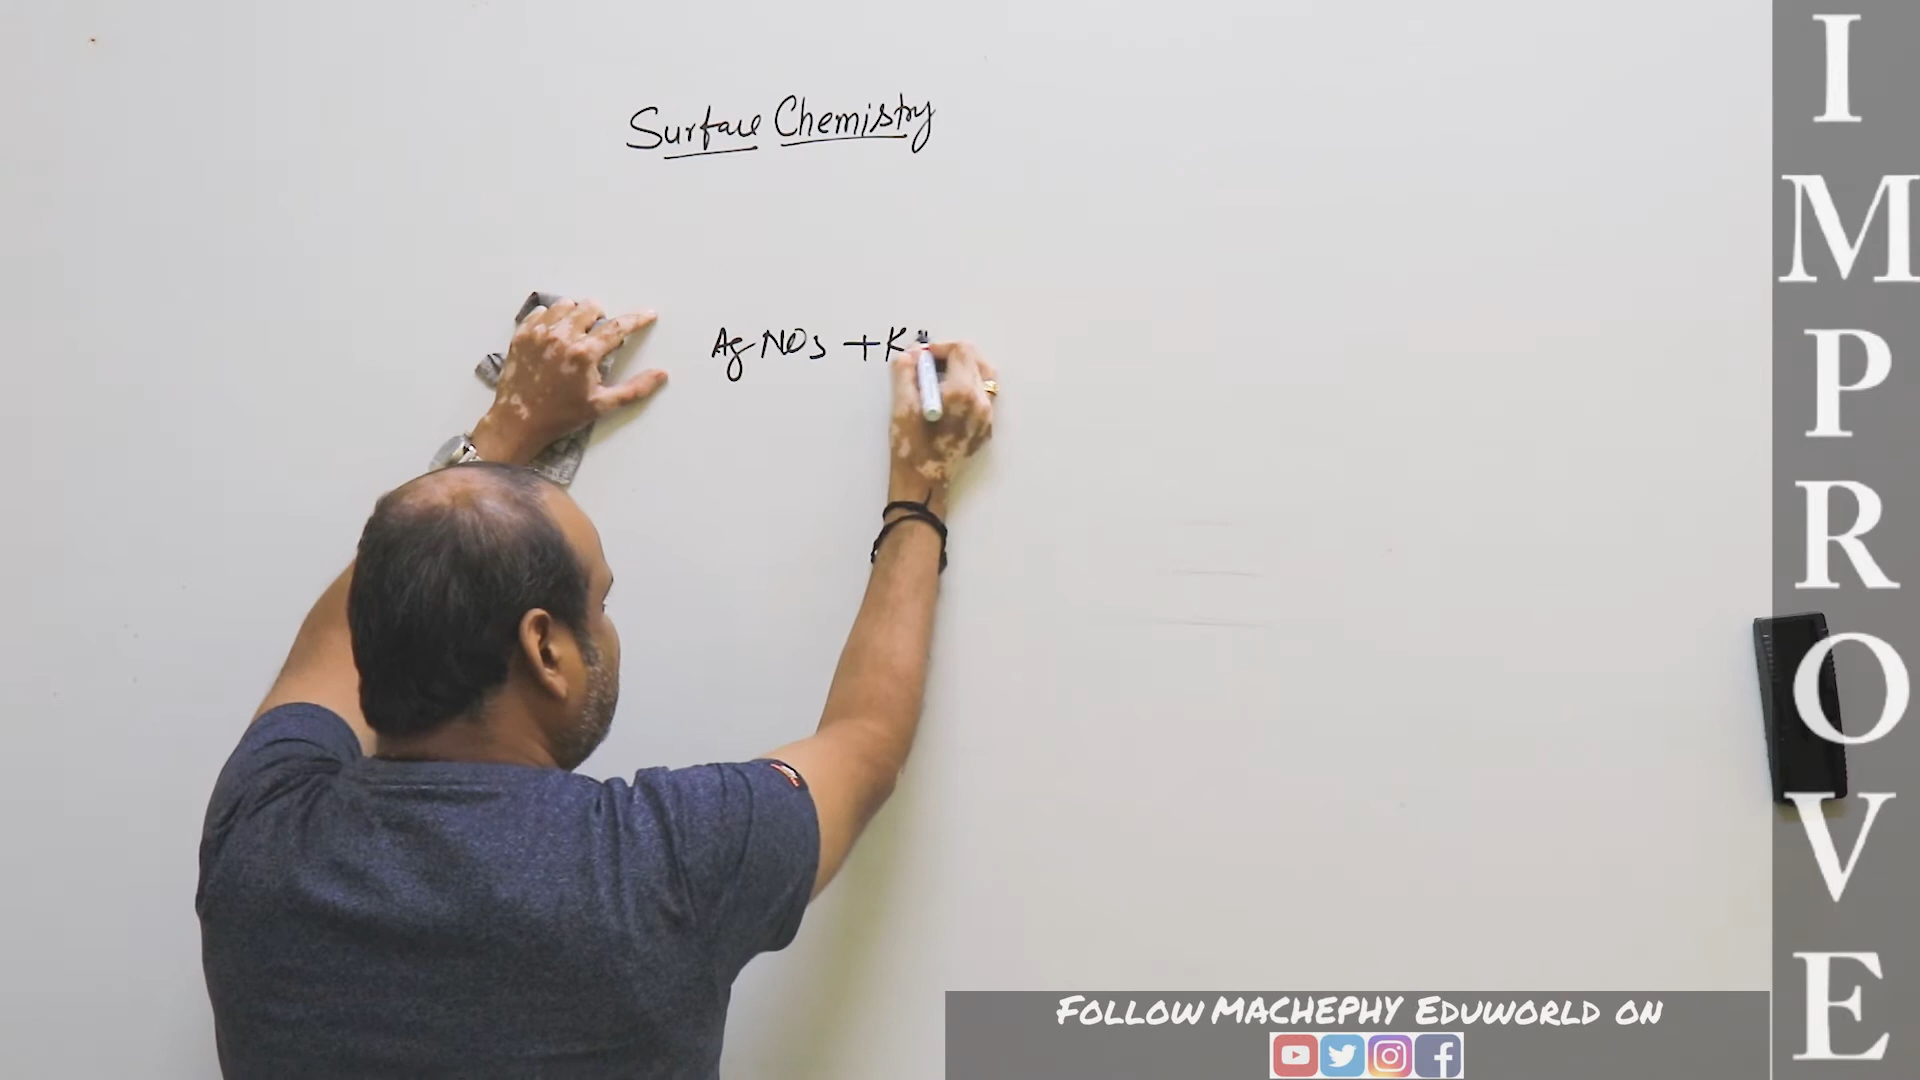 Surface Chemistry
AgNO3 + K
IMPROVE
FOLLOW MACHEPHY EDUWORLD ON